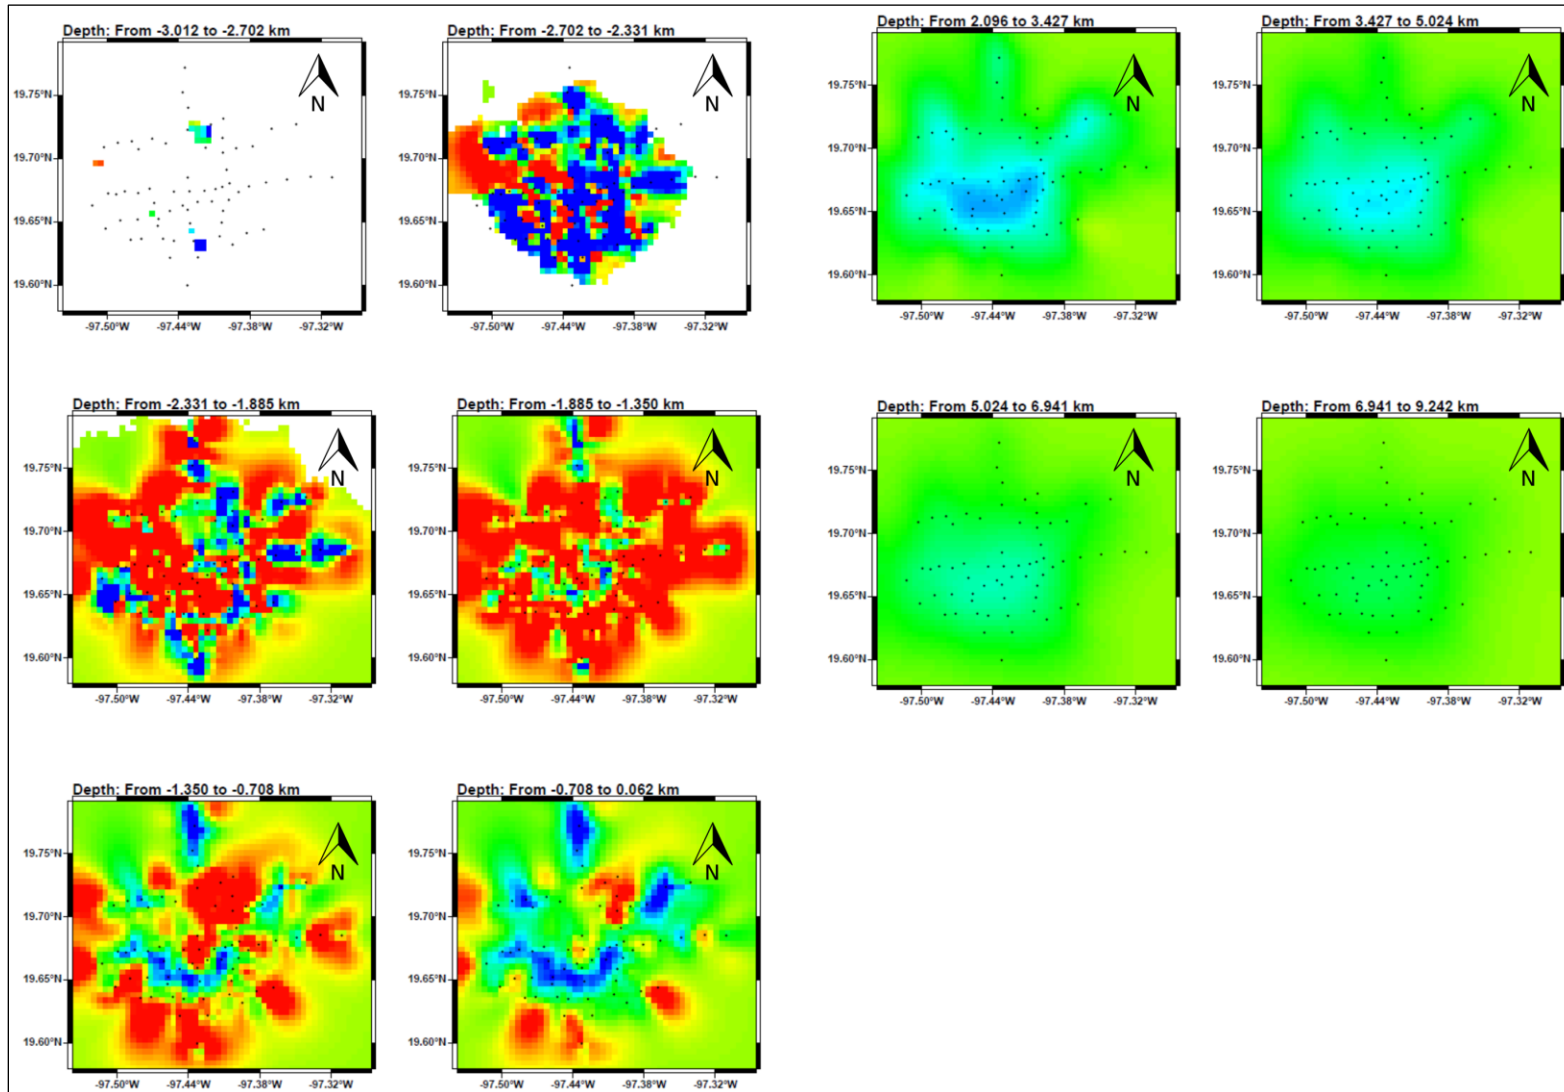 Depth: From -3.012 to -2.702 km
N
19.75°N
19.70°N
19.65°N
19.60°N
-97.50°W -97.44°W -97.38°W -97.32°W
Depth: From -2.702 to -2.331 km
N
19.75°N
19.70°N
19.65°N
19.60°N
-97.50°W -97.44°W -97.38°W -97.32°W
Depth: From 2.096 to 3.427 km
N
19.75°N
19.70°N
19.65°N
19.60°N
-97.50°W -97.44°W -97.38°W -97.32°W
Depth: From 3.427 to 5.024 km
N
19.75°N
19.70°N
19.65°N
19.60°N
-97.50°W -97.44°W -97.38°W -97.32°W
Depth: From -2.331 to -1.885 km
N
19.75°N
19.70°N
19.65°N
19.60°N
-97.50°W -97.44°W -97.38°W -97.32°W
Depth: From -1.885 to -1.350 km
N
19.75°N
19.70°N
19.65°N
19.60°N
-97.50°W -97.44°W -97.38°W -97.32°W
Depth: From 5.024 to 6.941 km
N
19.75°N
19.70°N
19.65°N
19.60°N
-97.50°W -97.44°W -97.38°W -97.32°W
Depth: From 6.941 to 9.242 km
N
19.75°N
19.70°N
19.65°N
19.60°N
-97.50°W -97.44°W -97.38°W -97.32°W
Depth: From -1.350 to -0.708 km
N
19.75°N
19.70°N
19.65°N
19.60°N
-97.50°W -97.44°W -97.38°W -97.32°W
Depth: From -0.708 to 0.062 km
N
19.75°N
19.70°N
19.65°N
19.60°N
-97.50°W -97.44°W -97.38°W -97.32°W